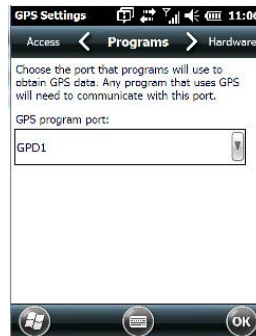 GPS Settings 11:06
Access Programs Hardware
Choose the port that programs will use to
obtain GPS data. Any program that uses GPS
will need to communicate with this port.
GPS program port:
GPD1
OK